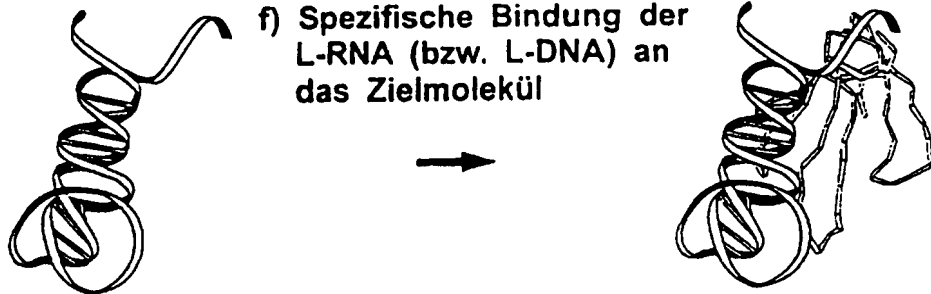 f) Spezifische Bindung der
L-RNA (bzw. L-DNA) an
das Zielmolekül